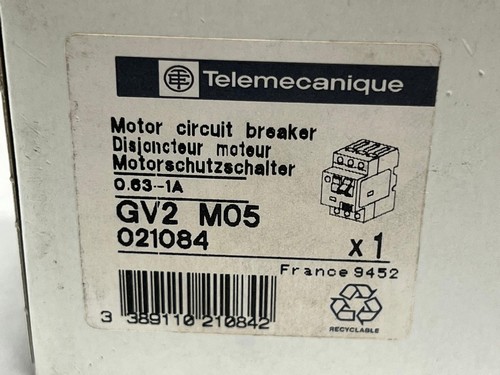 Telemecanique
Motor circuit breaker
Disjoncteur moteur
Motorschutzschalter
0.63--1A
GV2 M05
021084
x 1
France 9452
3 389110 210842
RECYCLABLE